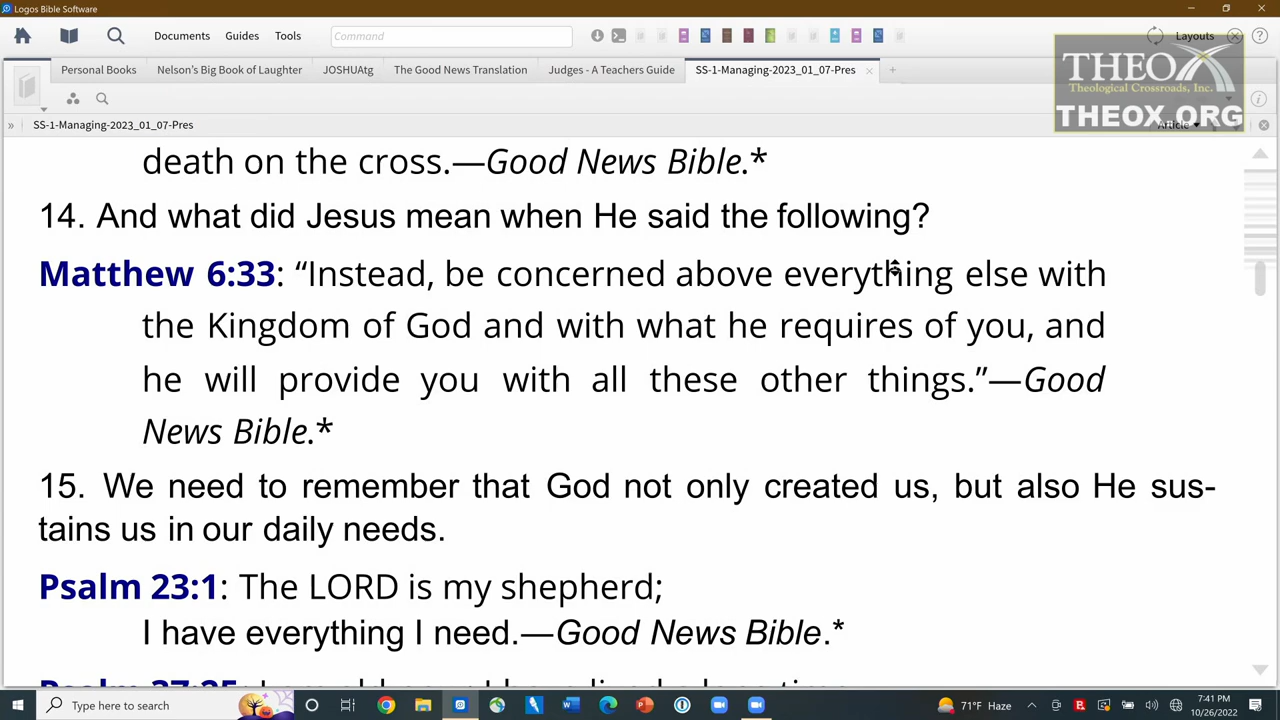 Logos Bible Software
Documents Guides Tools Command Layouts
Personal Books Nelson's Big Book of Laughter JOSHUAtg The Good News Translation Judges - A Teachers Guide SS-1-Managing-2023_01_07-Pres
THEOX
Theological Crossroads, Inc.
THEOX.ORG
SS-1-Managing-2023_01_07-Pres Article
death on the cross.—Good News Bible.*
14. And what did Jesus mean when He said the following?
Matthew 6:33: “Instead, be concerned above everything else with
the Kingdom of God and with what he requires of you, and
he will provide you with all these other things.”—Good
News Bible.*
15. We need to remember that God not only created us, but also He sus-
tains us in our daily needs.
Psalm 23:1: The LORD is my shepherd;
I have everything I need.—Good News Bible.*
Type here to search 71°F Haze 7:41 PM
10/26/2022